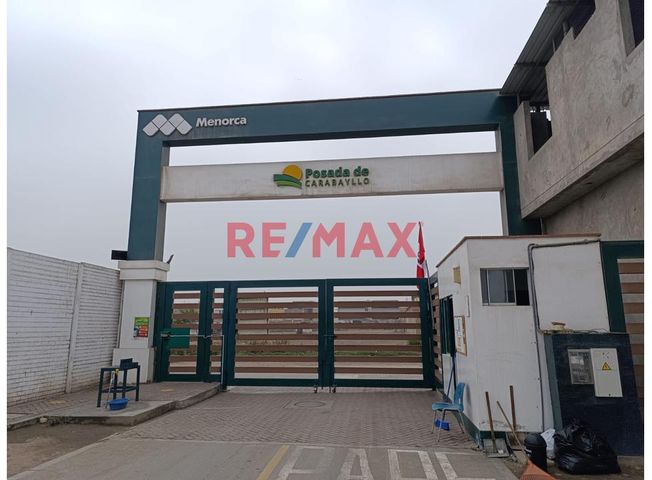 Menorca
Posada de
CARABAYLLO
RE/MAX